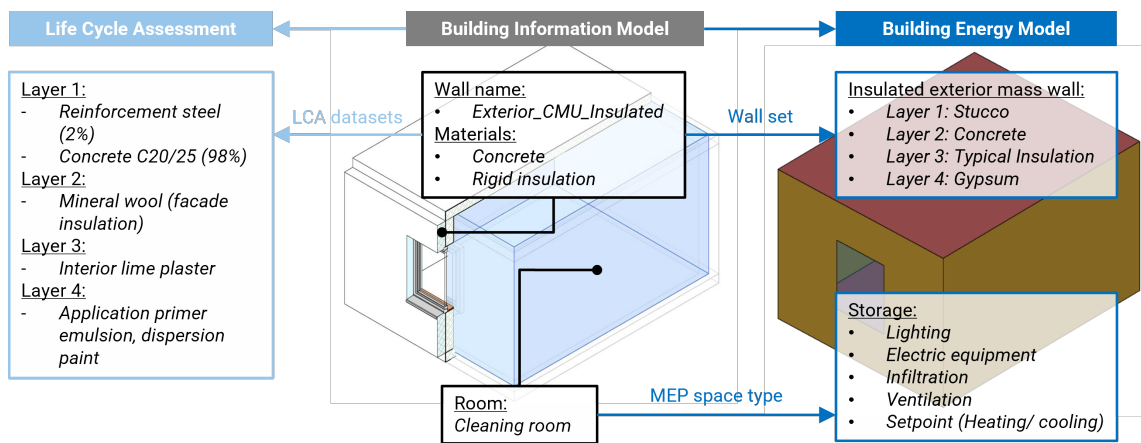 Life Cycle Assessment
Building Information Model
Building Energy Model
Layer 1:
- Reinforcement steel
(2%)
- Concrete C20/25 (98%)
Layer 2:
- Mineral wool (facade
insulation)
Layer 3:
- Interior lime plaster
Layer 4:
- Application primer
emulsion, dispersion
paint
LCA datasets
Wall name:
• Exterior_CMU_Insulated
Materials:
• Concrete
• Rigid insulation
Wall set
Insulated exterior mass wall:
• Layer 1: Stucco
• Layer 2: Concrete
• Layer 3: Typical Insulation
• Layer 4: Gypsum
Room:
Cleaning room
MEP space type
Storage:
• Lighting
• Electric equipment
• Infiltration
• Ventilation
• Setpoint (Heating/ cooling)